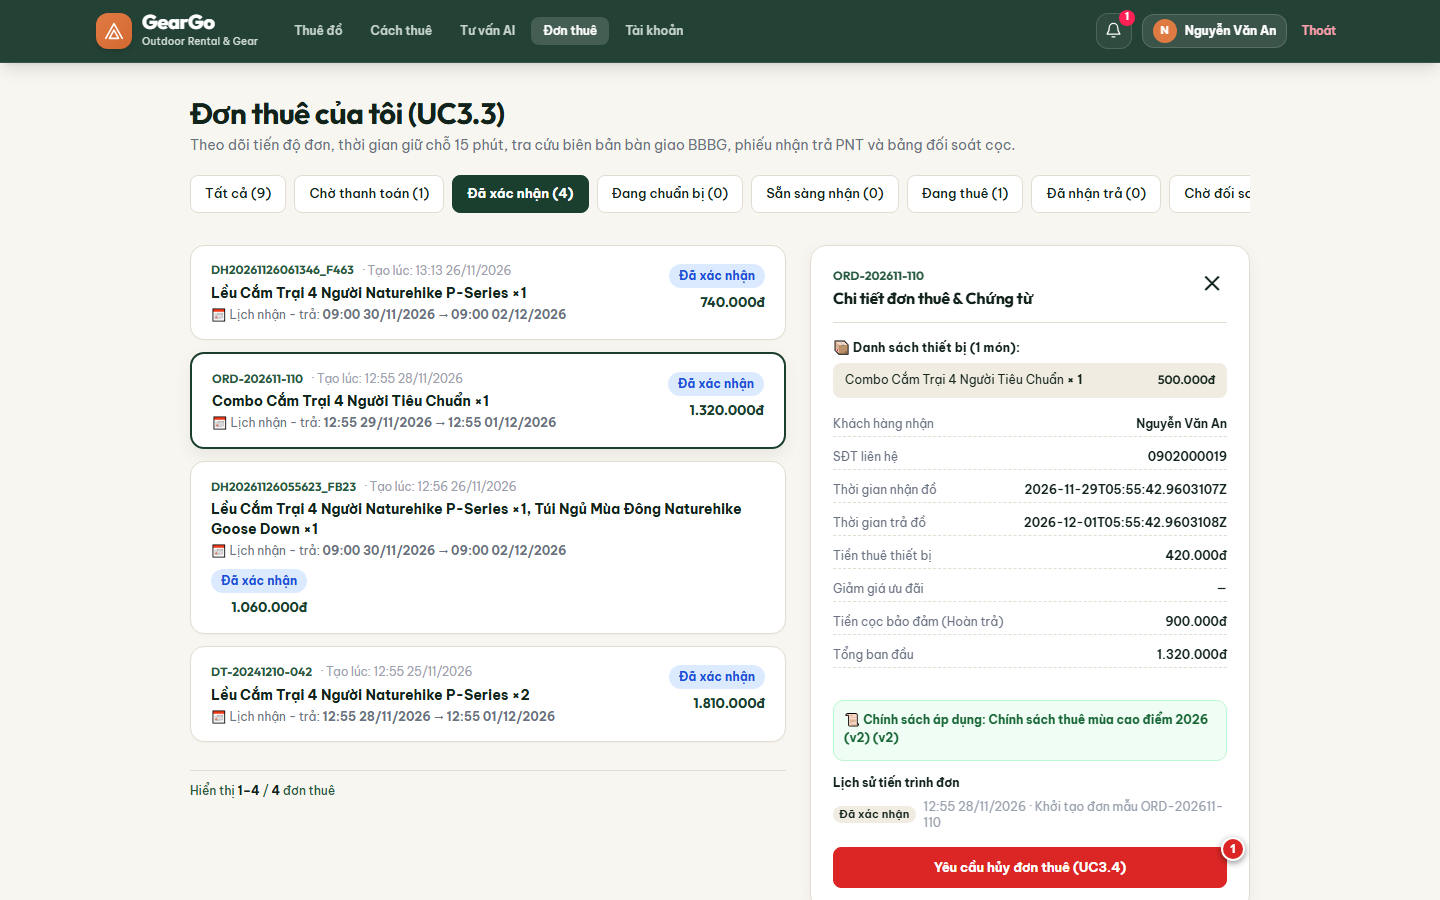 GearGo
Outdoor Rental & Gear
Thuê đồ
Cách thuê
Tư vấn AI
Đơn thuê
Tài khoản
1
N
Nguyễn Văn An
Thoát
Đơn thuê của tôi (UC3.3)
Theo dõi tiến độ đơn, thời gian giữ chỗ 15 phút, tra cứu biên bản bàn giao BBBG, phiếu nhận trả PNT và bảng đối soát cọc.
Tất cả (9)
Chờ thanh toán (1)
Đã xác nhận (4)
Đang chuẩn bị (0)
Sẵn sàng nhận (0)
Đang thuê (1)
Đã nhận trả (0)
Chờ đối so
DH20261126061346_F463 · Tạo lúc: 13:13 26/11/2026
Lều Cắm Trại 4 Người Naturehike P-Series ×1
Lịch nhận - trả: 09:00 30/11/2026 → 09:00 02/12/2026
Đã xác nhận
740.000đ
ORD-202611-110 · Tạo lúc: 12:55 28/11/2026
Combo Cắm Trại 4 Người Tiêu Chuẩn ×1
Lịch nhận - trả: 12:55 29/11/2026 → 12:55 01/12/2026
Đã xác nhận
1.320.000đ
DH20261126055623_FB23 · Tạo lúc: 12:56 26/11/2026
Lều Cắm Trại 4 Người Naturehike P-Series ×1, Túi Ngủ Mùa Đông Naturehike
Goose Down ×1
Lịch nhận - trả: 09:00 30/11/2026 → 09:00 02/12/2026
Đã xác nhận
1.060.000đ
DT-20241210-042 · Tạo lúc: 12:55 25/11/2026
Lều Cắm Trại 4 Người Naturehike P-Series ×2
Lịch nhận - trả: 12:55 28/11/2026 → 12:55 01/12/2026
Đã xác nhận
1.810.000đ
Hiển thị 1–4 / 4 đơn thuê
ORD-202611-110
Chi tiết đơn thuê & Chứng từ
Danh sách thiết bị (1 món):
Combo Cắm Trại 4 Người Tiêu Chuẩn × 1
500.000đ
Khách hàng nhận
Nguyễn Văn An
SĐT liên hệ
0902000019
Thời gian nhận đồ
2026-11-29T05:55:42.9603107Z
Thời gian trả đồ
2026-12-01T05:55:42.9603108Z
Tiền thuê thiết bị
420.000đ
Giảm giá ưu đãi
—
Tiền cọc bảo đảm (Hoàn trả)
900.000đ
Tổng ban đầu
1.320.000đ
Chính sách áp dụng: Chính sách thuê mùa cao điểm 2026
(v2) (v2)
Lịch sử tiến trình đơn
Đã xác nhận
12:55 28/11/2026 · Khởi tạo đơn mẫu ORD-202611-
110
1
Yêu cầu hủy đơn thuê (UC3.4)